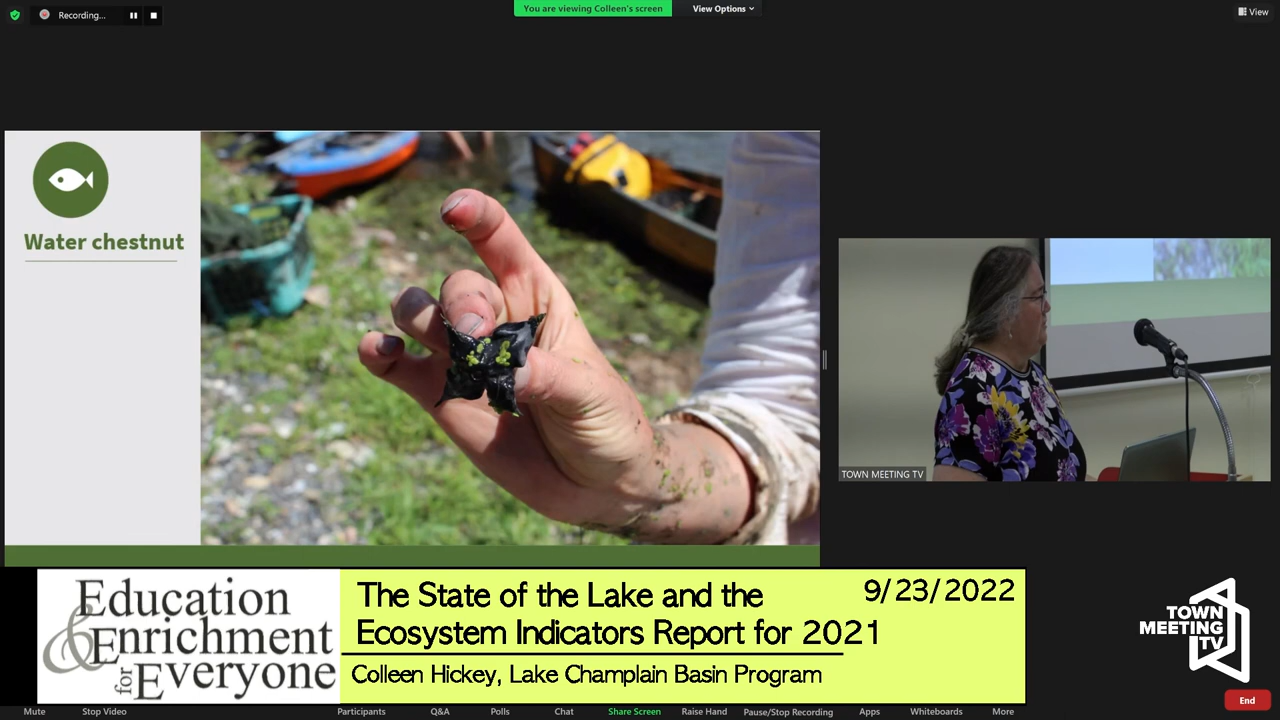 Recording...
You are viewing Colleen's screen
View Options
View
Water chestnut
TOWN MEETING TV
Education
& Enrichment
for Everyone
The State of the Lake and the
Ecosystem Indicators Report for 2021
9/23/2022
Colleen Hickey, Lake Champlain Basin Program
TOWN
MEETING
TV
End
Mute
Stop Video
Participants
Q&A
Polls
Chat
Share Screen
Raise Hand
Pause/Stop Recording
Apps
Whiteboards
More